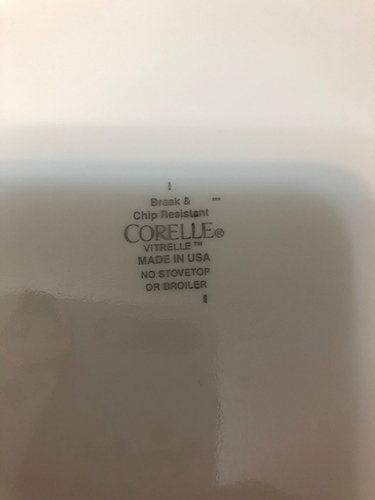 Break &
Chip Resistant
CORELLE®
VITRELLE™
MADE IN USA
NO STOVETOP
OR BROILER